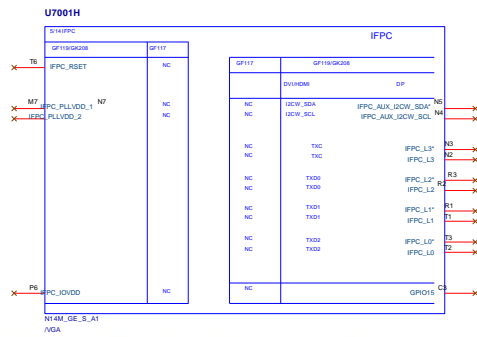 U7001H
5/14 IFPC
IFPC
GF119/GK208 GF117
GF117 GF119/GK208
T6 IFPC_RSET NC
DVI/HDMI DP
M7 IFPC_PLLVDD_1 N7 NC
IFPC_PLLVDD_2 NC
NC I2CW_SDA IFPC_AUX_I2CW_SDA* N5
NC I2CW_SCL IFPC_AUX_I2CW_SCL N4
NC TXC IFPC_L3* N3
NC TXC IFPC_L3 N2
NC TXD0 IFPC_L2* R3
NC TXD0 IFPC_L2 R2
NC TXD1 IFPC_L1* R1
NC TXD1 IFPC_L1 T1
NC TXD2 IFPC_L0* T3
NC TXD2 IFPC_L0 T2
P6 IFPC_IOVDD NC
NC GPIO15 C3
N14M_GE_S_A1
/VGA